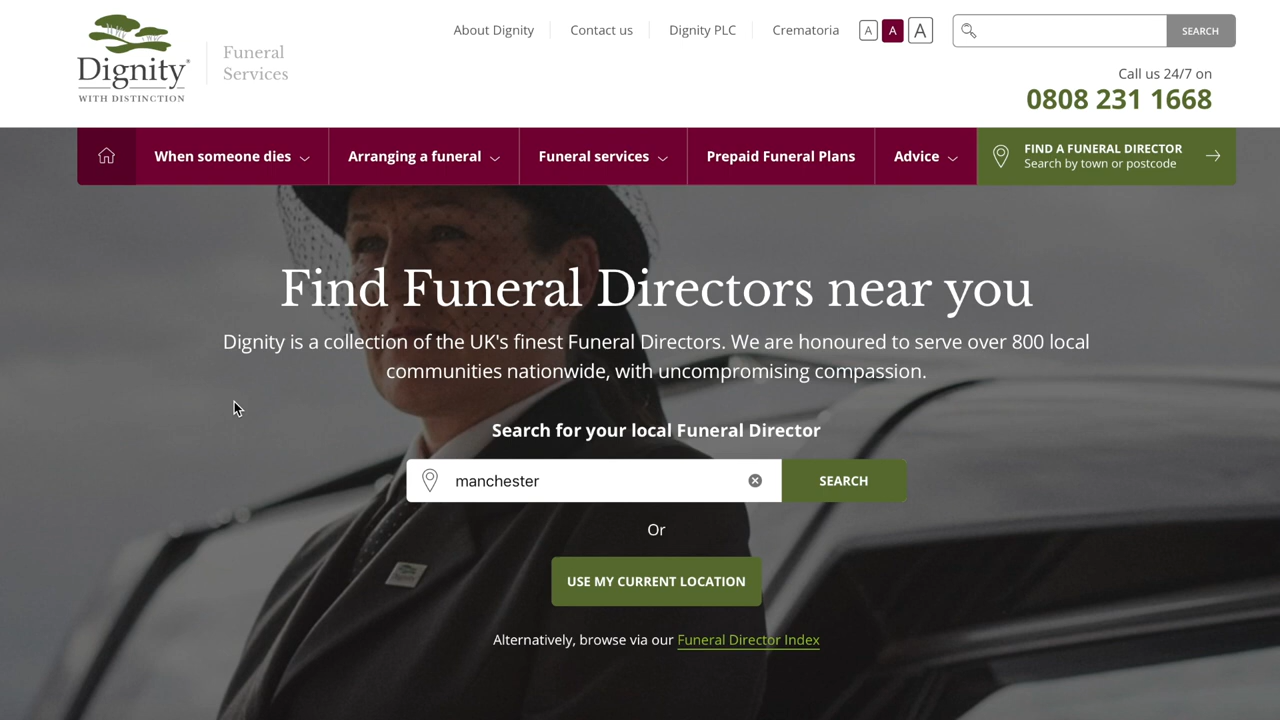 About Dignity
Contact us
Dignity PLC
Crematoria
A A A
SEARCH
Dignity®
WITH DISTINCTION
Funeral
Services
Call us 24/7 on
0808 231 1668
When someone dies
Arranging a funeral
Funeral services
Prepaid Funeral Plans
Advice
FIND A FUNERAL DIRECTOR
Search by town or postcode
Find Funeral Directors near you
Dignity is a collection of the UK's finest Funeral Directors. We are honoured to serve over 800 local
communities nationwide, with uncompromising compassion.
Search for your local Funeral Director
manchester
SEARCH
Or
USE MY CURRENT LOCATION
Alternatively, browse via our Funeral Director Index